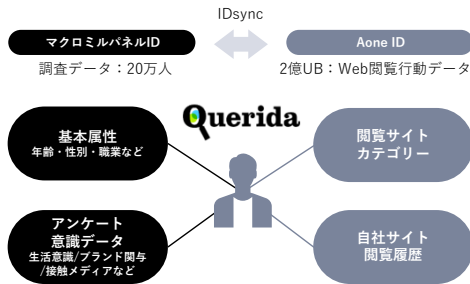 IDsync
マクロミルパネルID
Aone ID
調査データ：20万人
2億UB：Web閲覧行動データ
Querida
基本属性
年齢・性別・職業など
閲覧サイト
カテゴリー
アンケート
意識データ
生活意識/ブランド関与
/接触メディアなど
自社サイト
閲覧履歴